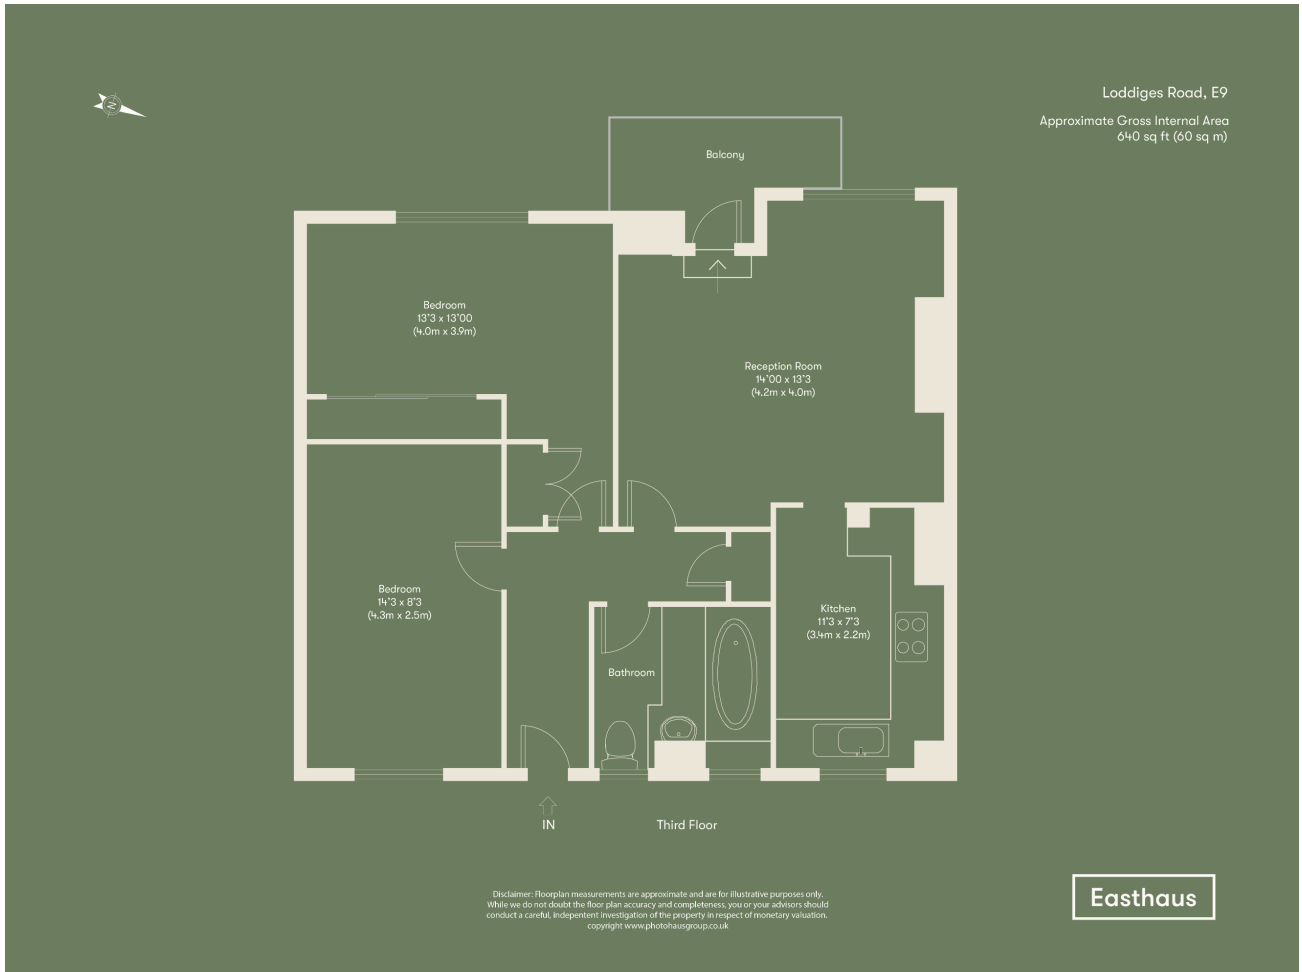 N
Loddiges Road, E9
Approximate Gross Internal Area
640 sq ft (60 sq m)
Balcony
Bedroom
13'3 x 13'00
(4.0m x 3.9m)
Reception Room
14'00 x 13'3
(4.2m x 4.0m)
Bedroom
14'3 x 8'3
(4.3m x 2.5m)
Kitchen
11'3 x 7'3
(3.4m x 2.2m)
Bathroom
IN
Third Floor
Disclaimer: Floorplan measurements are approximate and are for illustrative purposes only.
While we do not doubt the floor plan accuracy and completeness, you or your advisors should
conduct a careful, indepentent investigation of the property in respect of monetary valuation.
copyright www.photohausgroup.co.uk
Easthaus